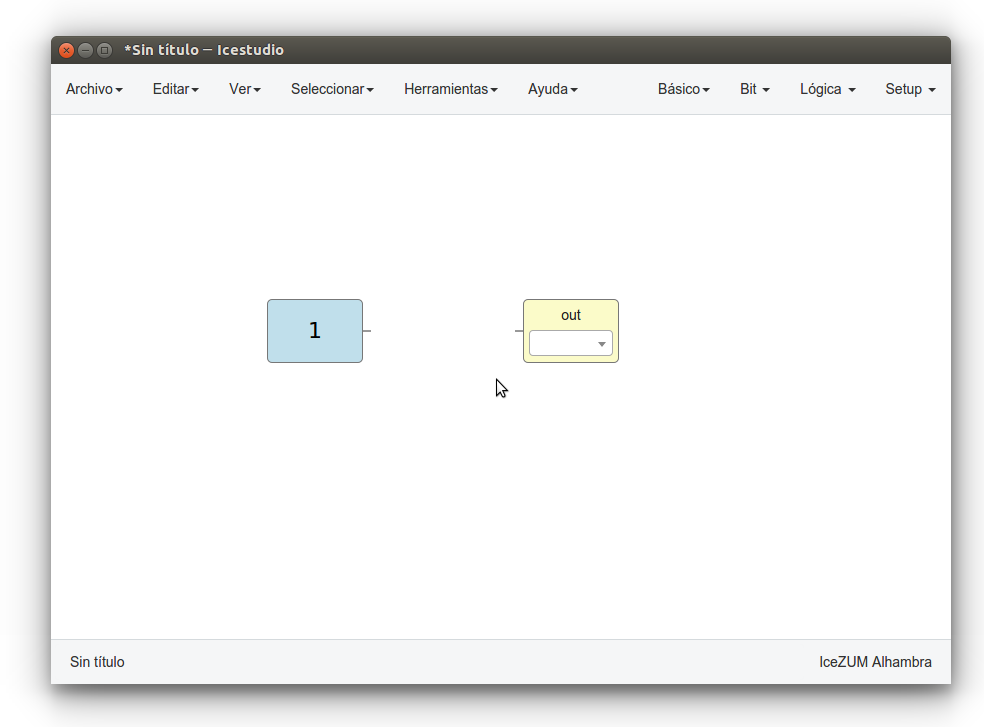 *Sin título — Icestudio
Archivo Editar Ver Seleccionar Herramientas Ayuda Básico Bit Lógica Setup
out
1
Sin título IceZUM Alhambra